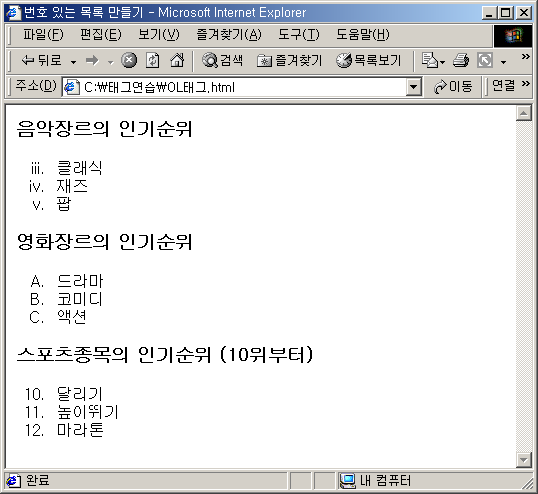 번호 있는 목록 만들기 - Microsoft Internet Explorer
파일(F) 편집(E) 보기(V) 즐겨찾기(A) 도구(T) 도움말(H)
뒤로 검색 즐겨찾기 목록보기
주소(D) C:\태그연습\OL태그.html 이동 연결 »
음악장르의 인기순위
iii. 클래식
iv. 재즈
v. 팝
영화장르의 인기순위
A. 드라마
B. 코미디
C. 액션
스포츠종목의 인기순위 (10위부터)
10. 달리기
11. 높이뛰기
12. 마라톤
완료 내 컴퓨터